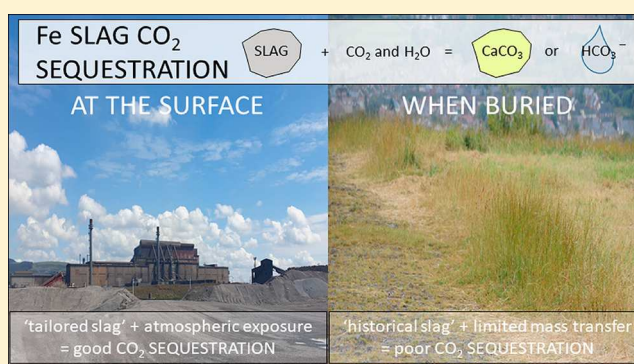 Fe SLAG CO₂
SEQUESTRATION
SLAG + CO₂ and H₂O = CaCO₃ or HCO₃⁻
AT THE SURFACE
WHEN BURIED
'tailored slag' + atmospheric exposure
= good CO₂ SEQUESTRATION
'historical slag' + limited mass transfer
= poor CO₂ SEQUESTRATION